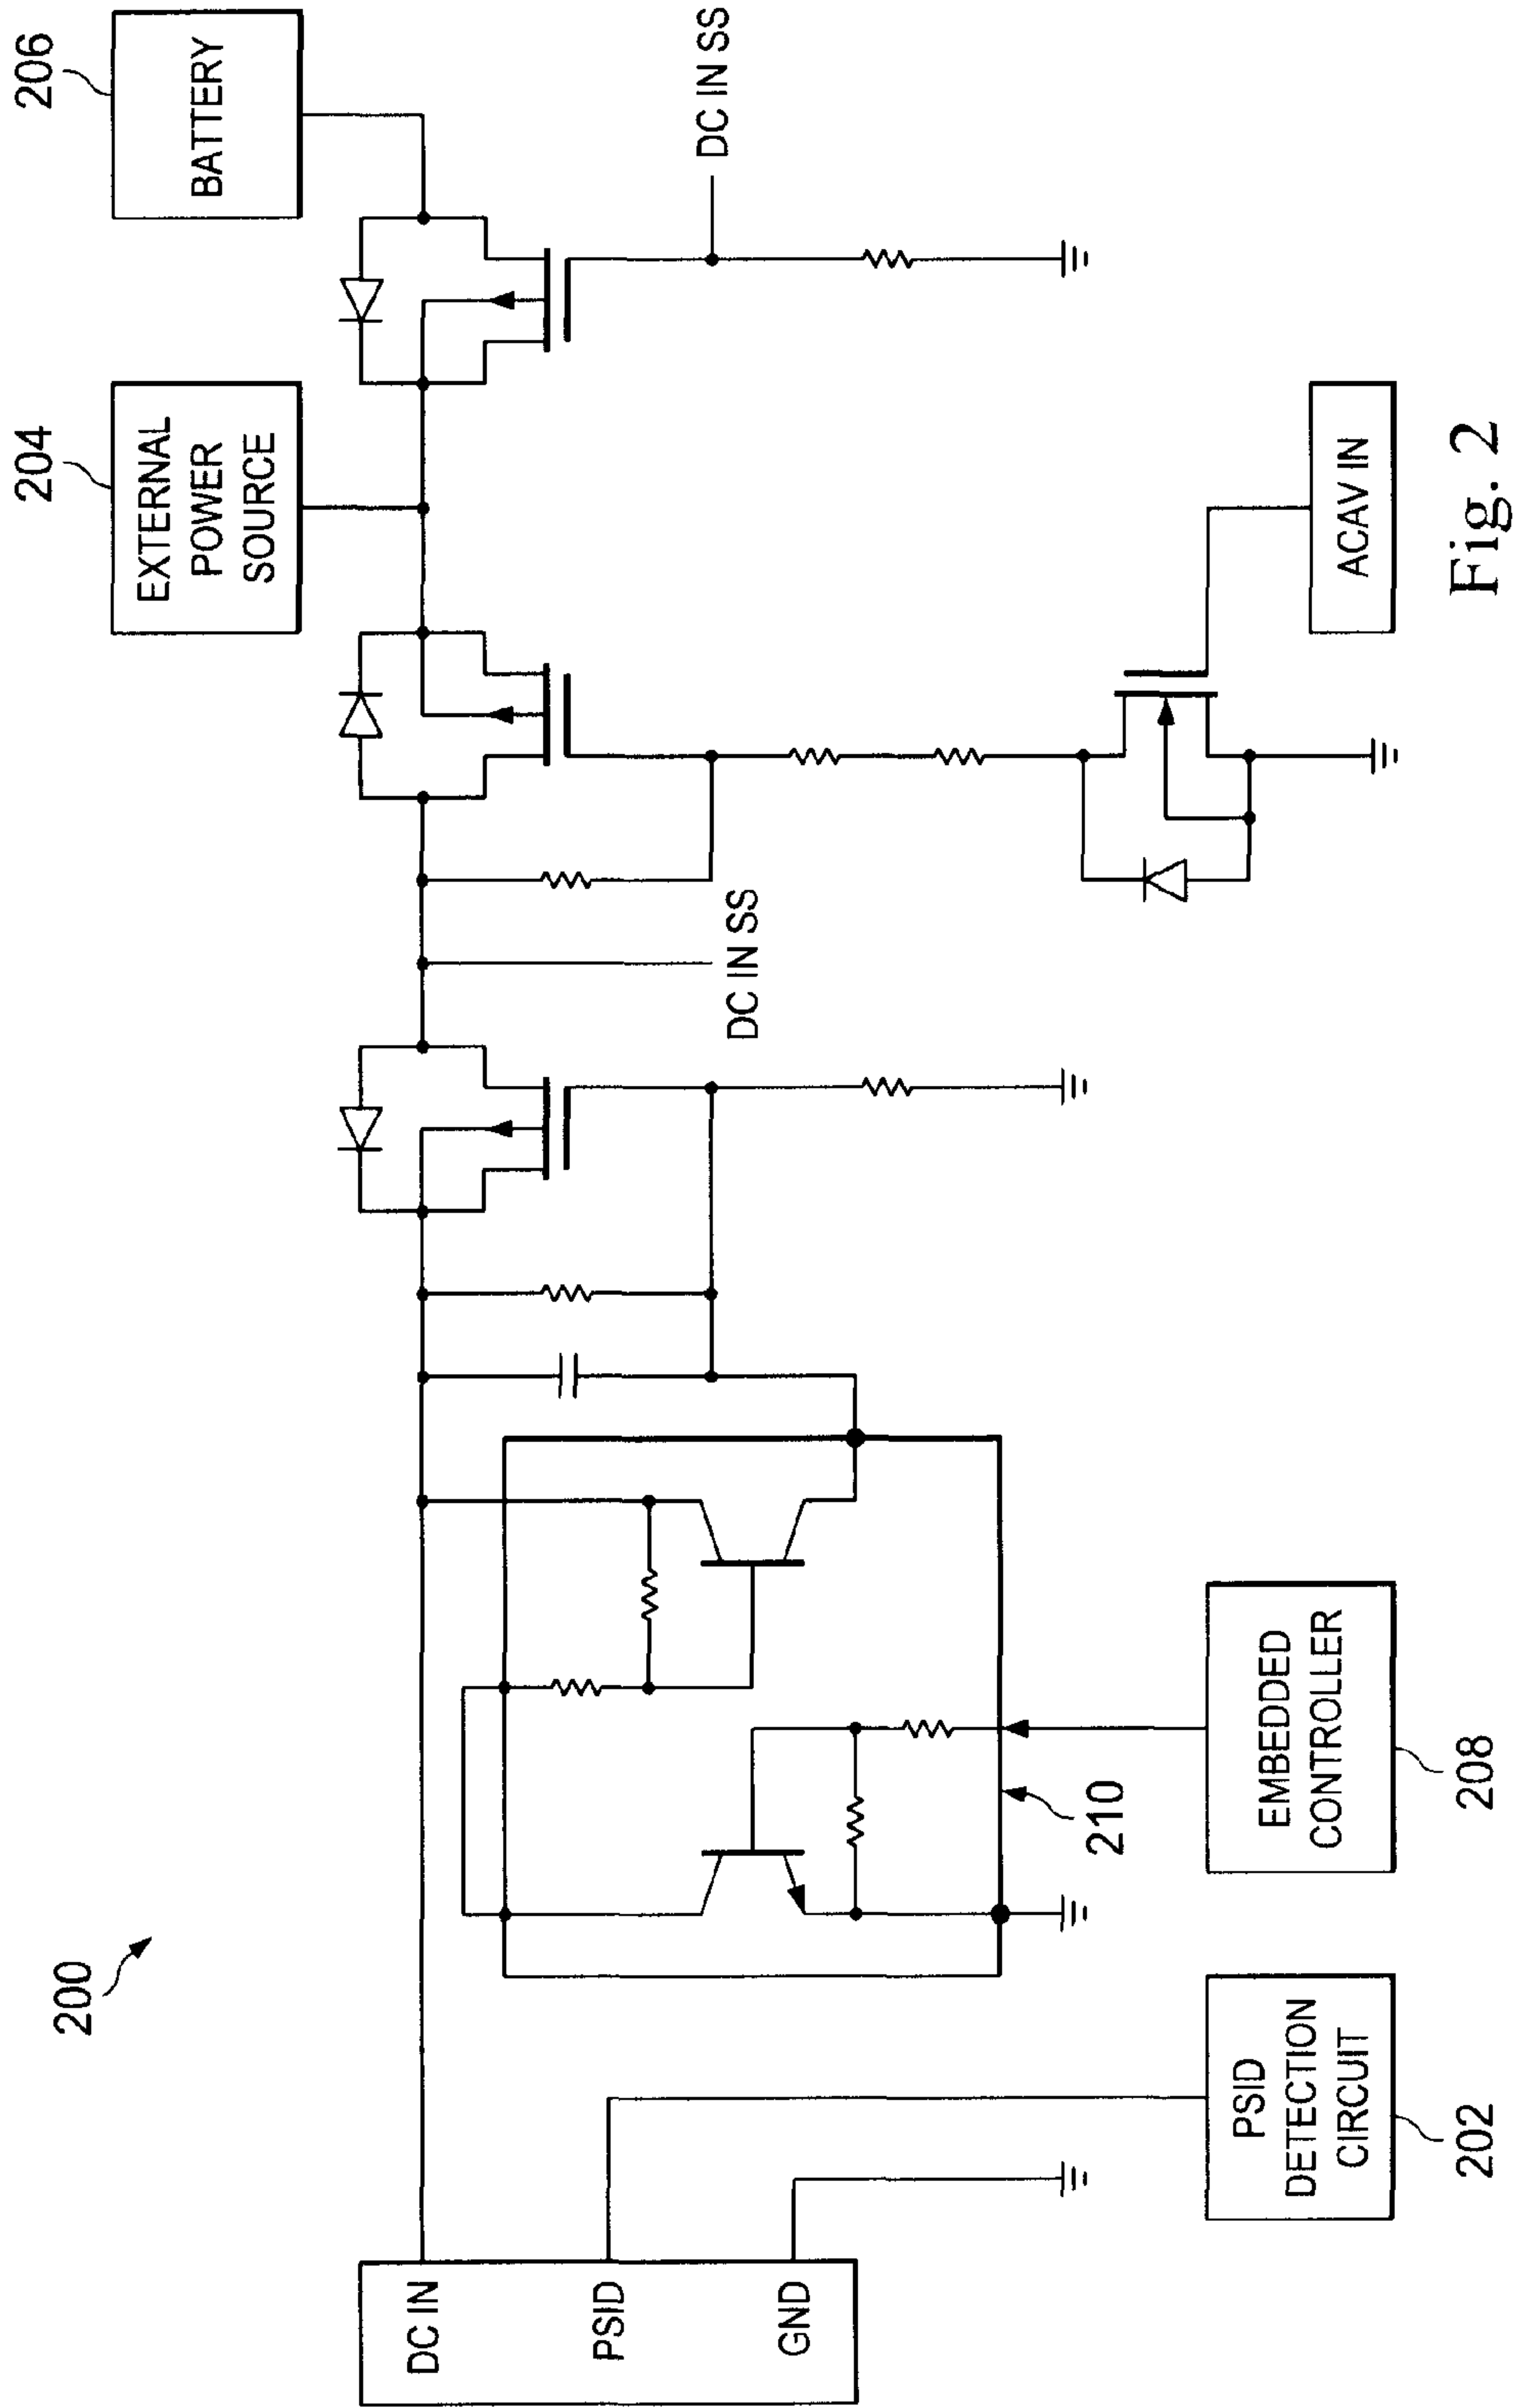 200
204
206
EXTERNAL
POWER
SOURCE
BATTERY
DC IN
PSID
GND
DC IN SS
DC IN SS
210
PSID
DETECTION
CIRCUIT
202
EMBEDDED
CONTROLLER
208
ACAV IN
Fig. 2